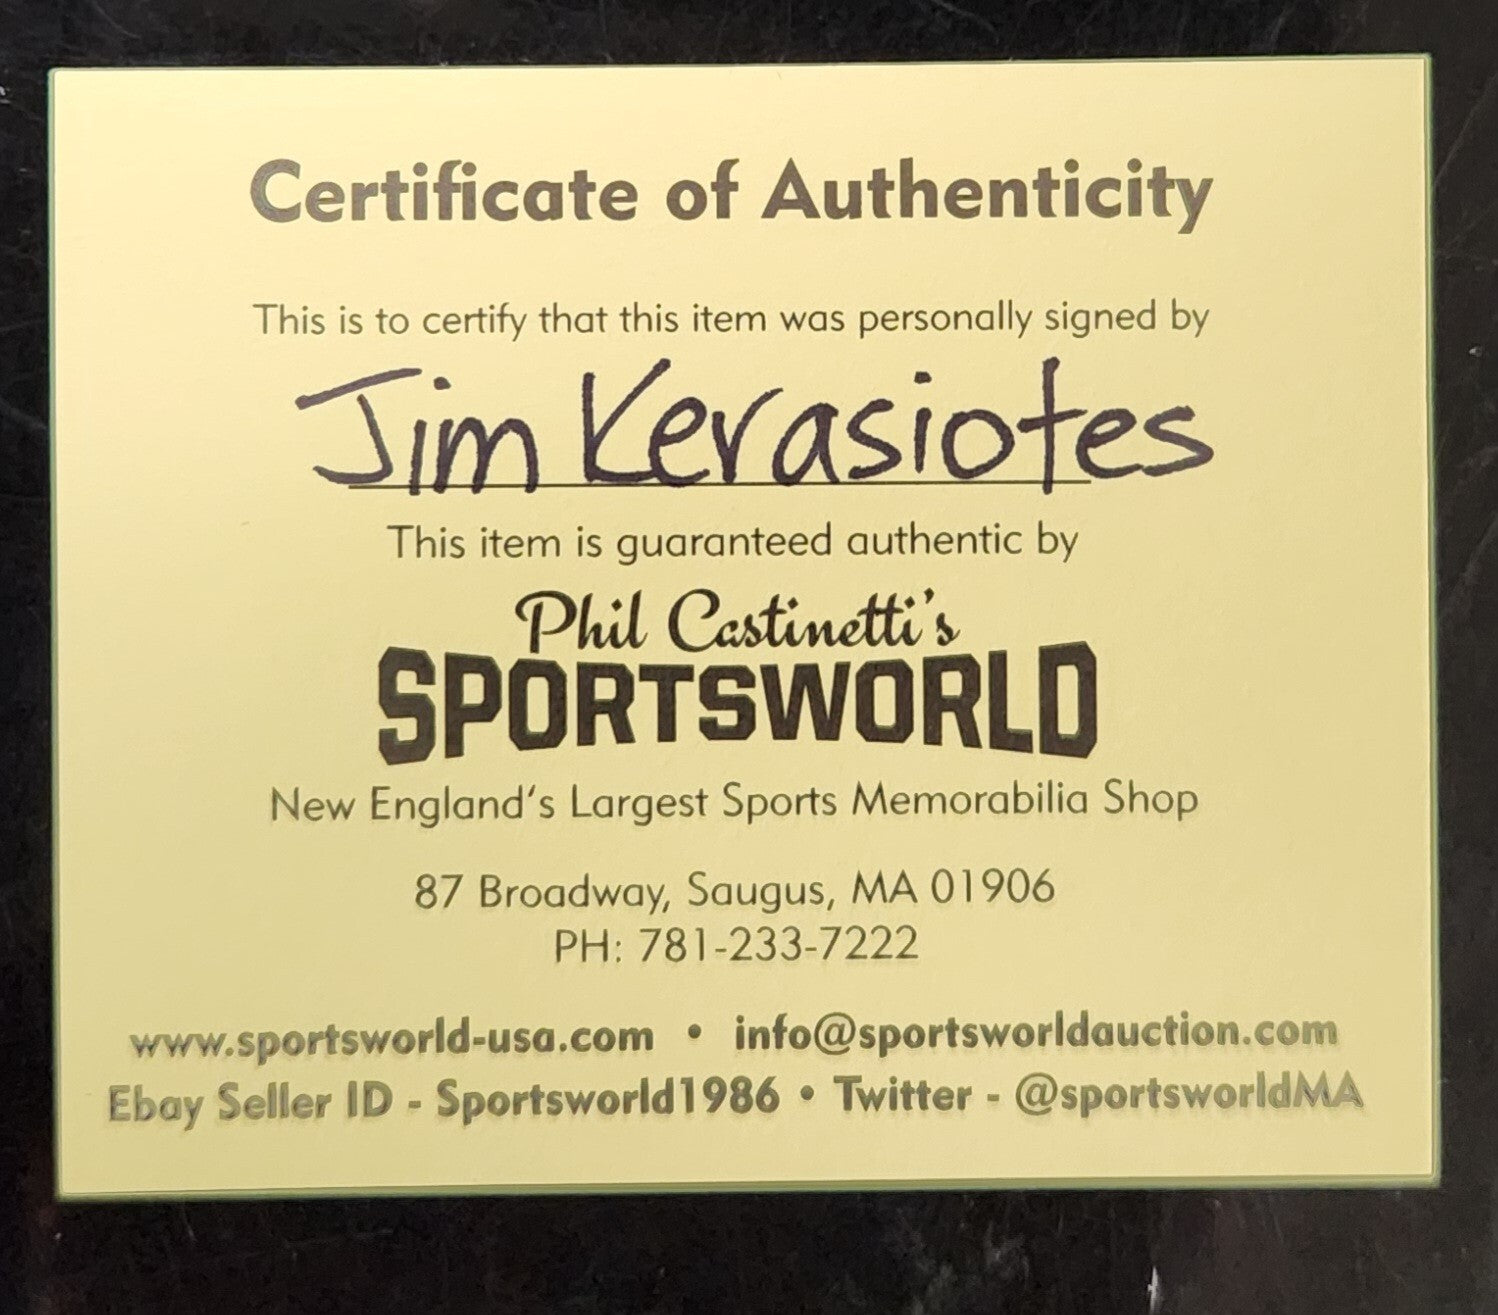 Certificate of Authenticity
This is to certify that this item was personally signed by
Jim Kerasiotes
This item is guaranteed authentic by
Phil Castinetti's
SPORTSWORLD
New England's Largest Sports Memorabilia Shop
87 Broadway, Saugus, MA 01906
PH: 781-233-7222
www.sportsworld-usa.com • info@sportsworldauction.com
Ebay Seller ID - Sportsworld1986 • Twitter - @sportsworldMA